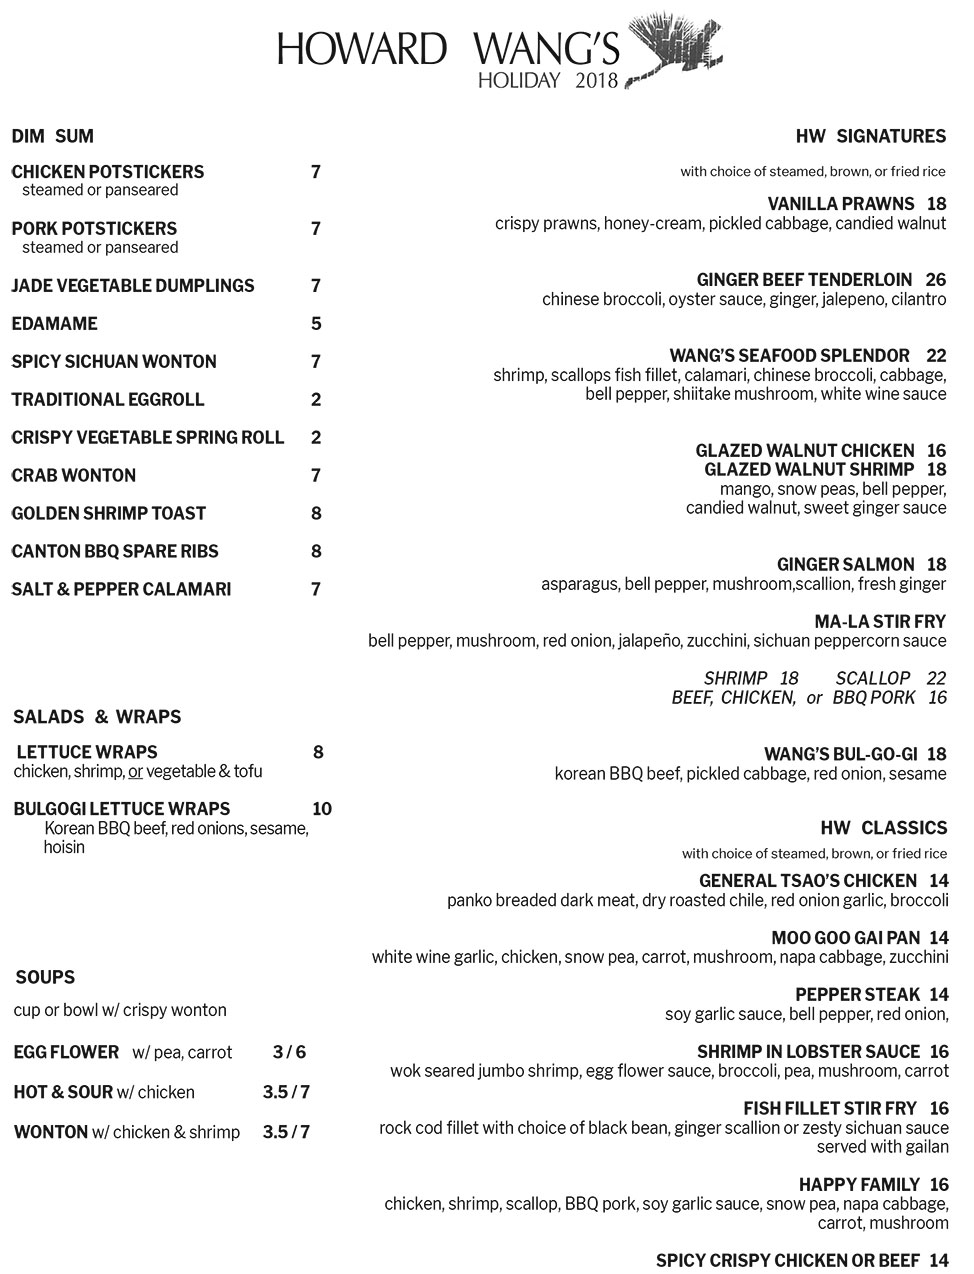 HOWARD WANG'S
HOLIDAY 2018
DIM SUM
CHICKEN POTSTICKERS 7
steamed or panseared
PORK POTSTICKERS 7
steamed or panseared
JADE VEGETABLE DUMPLINGS 7
EDAMAME 5
SPICY SICHUAN WONTON 7
TRADITIONAL EGGROLL 2
CRISPY VEGETABLE SPRING ROLL 2
CRAB WONTON 7
GOLDEN SHRIMP TOAST 8
CANTON BBQ SPARE RIBS 8
SALT & PEPPER CALAMARI 7
SALADS & WRAPS
LETTUCE WRAPS 8
chicken, shrimp, or vegetable & tofu
BULGOGI LETTUCE WRAPS 10
Korean BBQ beef, red onions, sesame,
hoisin
SOUPS
cup or bowl w/ crispy wonton
EGG FLOWER w/ pea, carrot 3 / 6
HOT & SOUR w/ chicken 3.5 / 7
WONTON w/ chicken & shrimp 3.5 / 7
HW SIGNATURES
with choice of steamed, brown, or fried rice
VANILLA PRAWNS 18
crispy prawns, honey-cream, pickled cabbage, candied walnut
GINGER BEEF TENDERLOIN 26
chinese broccoli, oyster sauce, ginger, jalepeno, cilantro
WANG'S SEAFOOD SPLENDOR 22
shrimp, scallops fish fillet, calamari, chinese broccoli, cabbage,
bell pepper, shiitake mushroom, white wine sauce
GLAZED WALNUT CHICKEN 16
GLAZED WALNUT SHRIMP 18
mango, snow peas, bell pepper,
candied walnut, sweet ginger sauce
GINGER SALMON 18
asparagus, bell pepper, mushroom,scallion, fresh ginger
MA-LA STIR FRY
bell pepper, mushroom, red onion, jalapeño, zucchini, sichuan peppercorn sauce
SHRIMP 18 SCALLOP 22
BEEF, CHICKEN, or BBQ PORK 16
WANG'S BUL-GO-GI 18
korean BBQ beef, pickled cabbage, red onion, sesame
HW CLASSICS
with choice of steamed, brown, or fried rice
GENERAL TSAO'S CHICKEN 14
panko breaded dark meat, dry roasted chile, red onion garlic, broccoli
MOO GOO GAI PAN 14
white wine garlic, chicken, snow pea, carrot, mushroom, napa cabbage, zucchini
PEPPER STEAK 14
soy garlic sauce, bell pepper, red onion,
SHRIMP IN LOBSTER SAUCE 16
wok seared jumbo shrimp, egg flower sauce, broccoli, pea, mushroom, carrot
FISH FILLET STIR FRY 16
rock cod fillet with choice of black bean, ginger scallion or zesty sichuan sauce
served with gailan
HAPPY FAMILY 16
chicken, shrimp, scallop, BBQ pork, soy garlic sauce, snow pea, napa cabbage,
carrot, mushroom
SPICY CRISPY CHICKEN OR BEEF 14